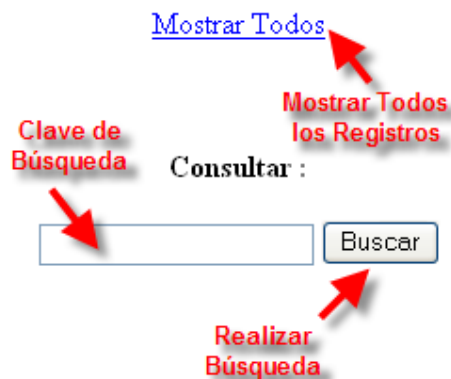 Mostrar Todos
Mostrar Todos
los Registros
Clave de
Búsqueda
Consultar :
Buscar
Realizar
Búsqueda